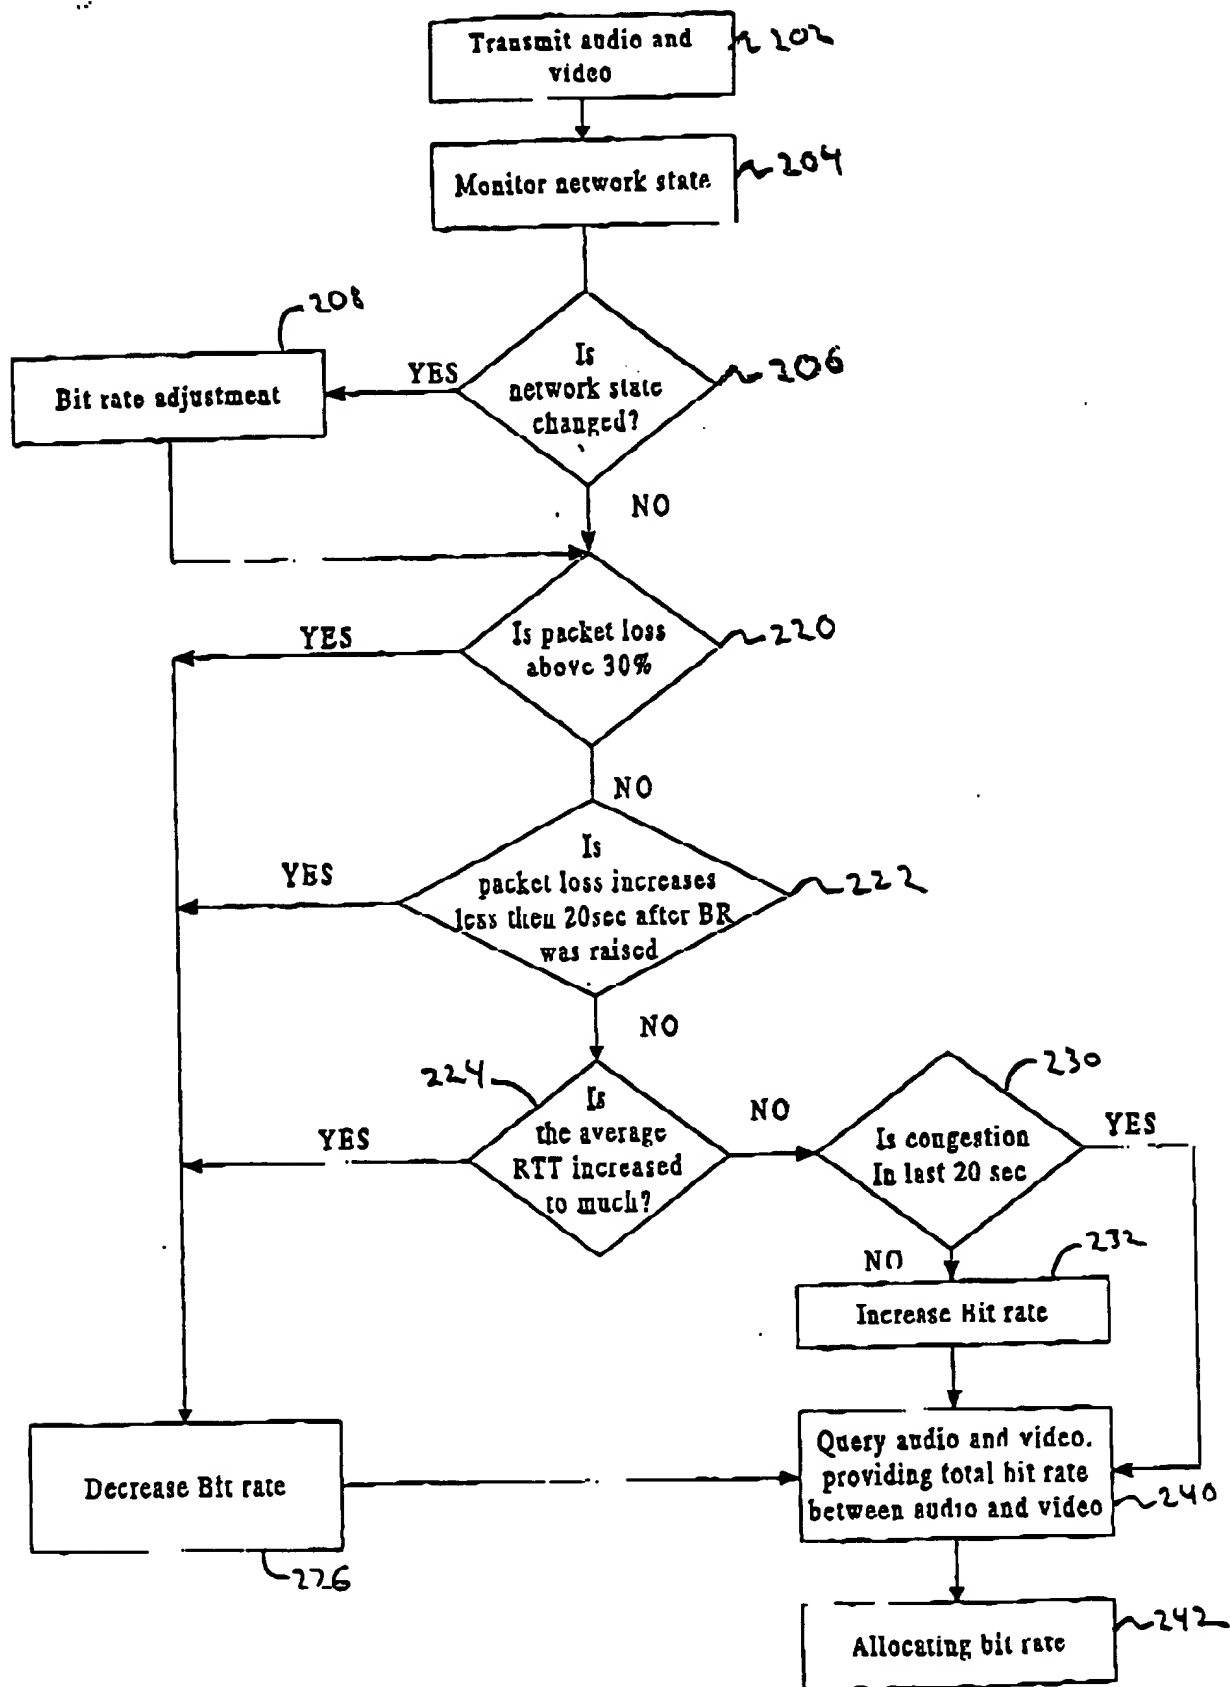 Transmit audio and
video
202
Monitor network state
204
208
Is
network state
changed?
206
YES
Bit rate adjustment
NO
Is packet loss
above 30%
220
YES
NO
Is
packet loss increases
less then 20sec after BR
was raised
222
YES
NO
224
Is
the average
RTT increased
to much?
YES
NO
230
Is congestion
In last 20 sec
YES
NO
232
Increase Bit rate
Query audio and video.
providing total bit rate
between audio and video
240
Decrease Bit rate
226
Allocating bit rate
242